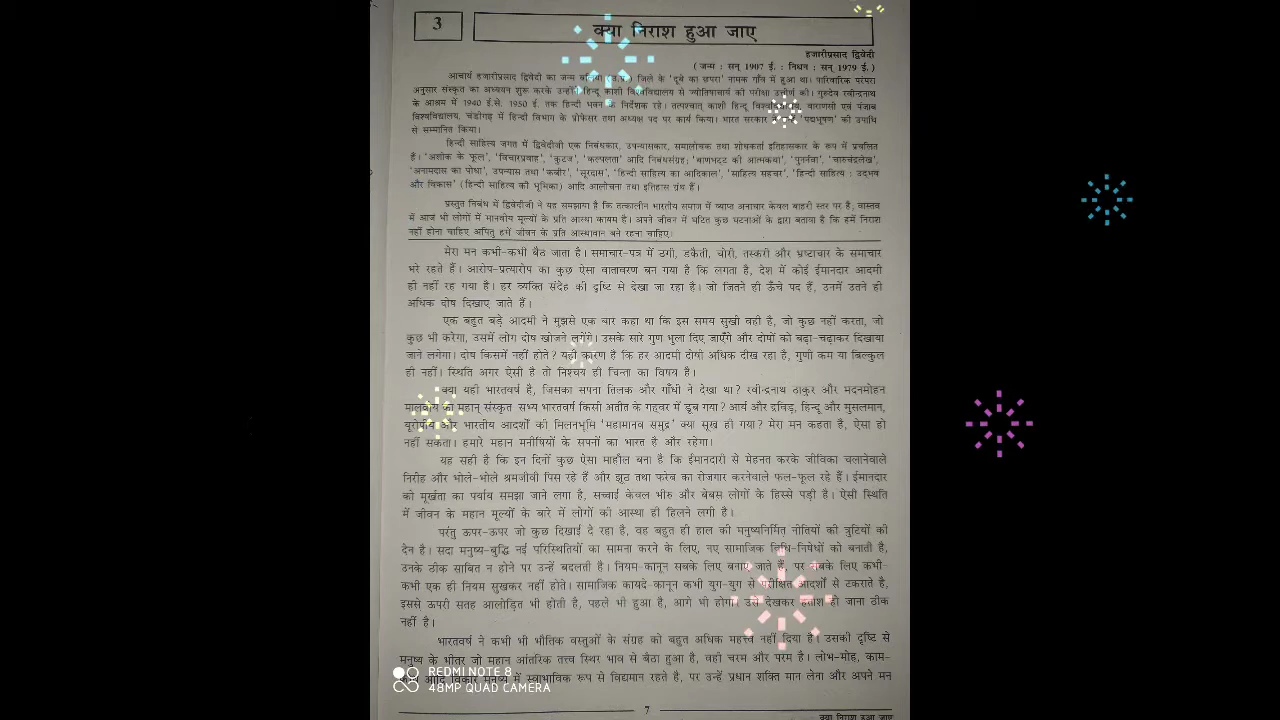 3
क्या निराश हुआ जाए
हजारीप्रसाद द्विवेदी
( जन्म : सन् 1907 ई. : निधन : सन् 1979 ई. )
आचार्य हजारीप्रसाद द्विवेदी का जन्म बलिया (उ.प्र.) जिले के 'दूबे का छपरा' नामक गाँव में हुआ था। पारिवारिक परंपरा
अनुसार संस्कृत का अध्ययन शुरू करके उन्होंने हिन्दू काशी विश्वविद्यालय से ज्योतिषाचार्य की परीक्षा उत्तीर्ण की। गुरुदेव रवीन्द्रनाथ
के आश्रम में 1940 ई.से. 1950 ई. तक हिन्दी भवन के निर्देशक रहे। तत्पश्चात् काशी हिन्दू विश्वविद्यालय, वाराणसी एवं पंजाब
विश्वविद्यालय, चंडीगढ़ में हिन्दी विभाग के प्रोफेसर तथा अध्यक्ष पद पर कार्य किया। भारत सरकार 'पद्मभूषण' की उपाधि
से सम्मानित किया।
हिन्दी साहित्य जगत में द्विवेदीजी एक निबंधकार, उपन्यासकार, समालोचक तथा शोधकर्ता इतिहासकार के रूप में प्रचलित
हैं। 'अशोक के फूल', 'विचारप्रवाह', 'कुटज', 'कल्पलता' आदि निबंधसंग्रह; 'बाणभटट की आत्मकथा', 'पुनर्नवा', 'चारुचंद्रलेख',
'अनामदास का पोथा', उपन्यास तथा 'कबीर', 'सूरदास', 'हिन्दी साहित्य का आदिकाल', 'साहित्य सहचर', 'हिन्दी साहित्य : उदभव
और विकास' (हिन्दी साहित्य की भूमिका) आदि आलोचना तथा इतिहास ग्रंथ हैं।
प्रस्तुत निबंध में द्विवेदीजी ने यह समझाया है कि तत्कालीन भारतीय समाज में व्याप्त अनाचार केवल बाहरी स्तर पर है; वास्तव
में आज भी लोगों में मानवीय मूल्यों के प्रति आस्था कायम है। अपने जीवन में घटित कुछ घटनाओं के द्वारा बताया है कि हमें निराश
नहीं होना चाहिए अपितु हमें जीवन के प्रति आस्थावान बने रहना चाहिए।
मेरा मन कभी-कभी बैठ जाता है। समाचार-पत्र में ठगी, डकैती, चोरी, तस्करी और भ्रष्टाचार के समाचार
भरे रहते हैं। आरोप-प्रत्यारोप का कुछ ऐसा वातावरण बन गया है कि लगता है, देश में कोई ईमानदार आदमी
ही नहीं रह गया है। हर व्यक्ति संदेह की दृष्टि से देखा जा रहा है। जो जितने ही ऊँचे पद हैं, उनमें उतने ही
अधिक दोष दिखाए जाते हैं।
एक बहुत बड़े आदमी ने मुझसे एक बार कहा था कि इस समय सुखी वही है, जो कुछ नहीं करता, जो
कुछ भी करेगा, उसमें लोग दोष खोजने लगेंगे। उसके सारे गुण भुला दिए जाएँगे और दोषों को बढ़ा-चढ़ाकर दिखाया
जाने लगेगा। दोष किसमें नहीं होते? यही कारण है कि हर आदमी दोषी अधिक दीख रहा है, गुणी कम या बिल्कुल
ही नहीं। स्थिति अगर ऐसी है तो निश्चय ही चिन्ता का विषय है।
क्या यही भारतवर्ष है, जिसका सपना तिलक और गाँधी ने देखा था? रवीन्द्रनाथ ठाकुर और मदनमोहन
मालवीय का महान् संस्कृत सभ्य भारतवर्ष किसी अतीत के गह्वर में डूब गया? आर्य और द्रविड़, हिन्दू और मुसलमान,
यूरोपीय और भारतीय आदर्शों की मिलनभूमि 'महामानव समुद्र' क्या सूख ही गया? मेरा मन कहता है, ऐसा हो
नहीं सकता। हमारे महान मनीषियों के सपनों का भारत है और रहेगा।
यह सही है कि इन दिनों कुछ ऐसा माहौल बना है कि ईमानदारी से मेहनत करके जीविका चलानेवाले
निरीह और भोले-भोले श्रमजीवी पिस रहे हैं और झूठ तथा फरेब का रोजगार करनेवाले फल-फूल रहे हैं। ईमानदार
को मूर्खता का पर्याय समझा जाने लगा है, सच्चाई केवल भीरु और बेबस लोगों के हिस्से पड़ी है। ऐसी स्थिति
में जीवन के महान मूल्यों के बारे में लोगों की आस्था ही हिलने लगी है।
परंतु ऊपर-ऊपर जो कुछ दिखाई दे रहा है, वह बहुत ही हाल की मनुष्यनिर्मित नीतियों की त्रुटियों की
देन है। सदा मनुष्य-बुद्धि नई परिस्थितियों का सामना करने के लिए, नए सामाजिक विधि-निषेधों को बनाती है,
उनके ठीक साबित न होने पर उन्हें बदलती है। नियम-कानून सबके लिए बनाए जाते हैं, पर सबके लिए कभी-
कभी एक ही नियम सुखकर नहीं होते। सामाजिक कायदे-कानून कभी युग-युग से परीक्षित आदर्शों से टकराते है,
इससे ऊपरी सतह आलोड़ित भी होती है, पहले भी हुआ है, आगे भी होगा। उसे देखकर हताश हो जाना ठीक
नहीं है।
भारतवर्ष ने कभी भी भौतिक वस्तुओं के संग्रह को बहुत अधिक महत्त्व नहीं दिया है। उसकी दृष्टि से
मनुष्य के भीतर जो महान आंतरिक तत्त्व स्थिर भाव से बैठा हुआ है, वही चरम और परम है। लोभ-मोह, काम-
आदि विकार मनुष्य में स्वाभाविक रूप से विद्यमान रहते है, पर उन्हें प्रधान शक्ति मान लेना और अपने मन
7
क्या निराश हुआ जाए
REDMI NOTE 8
48MP QUAD CAMERA